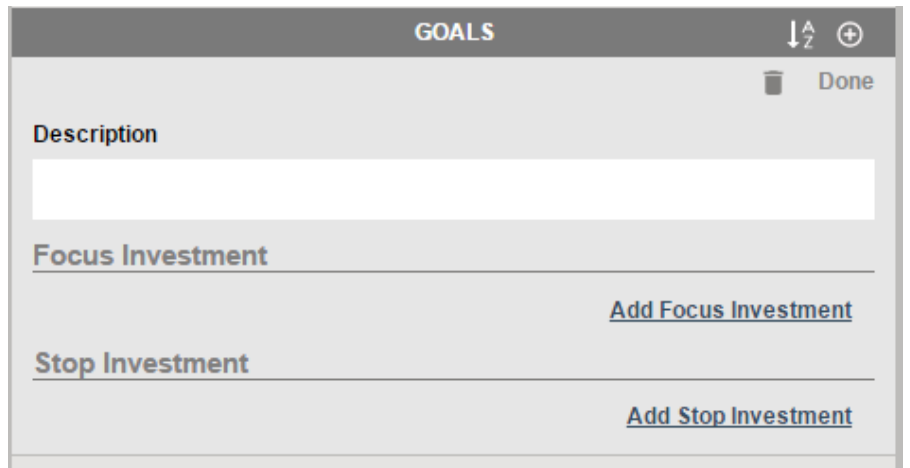 GOALS
Done
Description
Focus Investment
Add Focus Investment
Stop Investment
Add Stop Investment